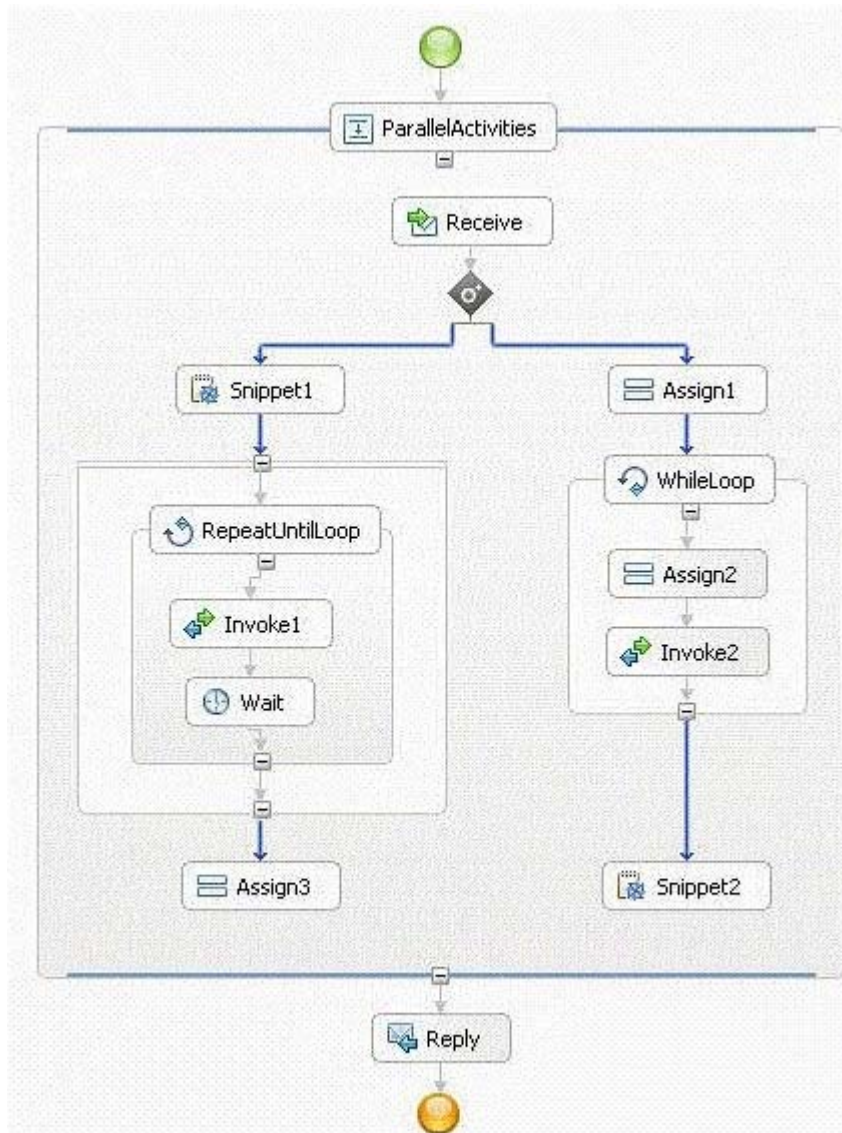 ParallelActivities
Receive
Snippet1
Assign1
WhileLoop
RepeatUntilLoop
Assign2
Invoke1
Invoke2
Wait
Assign3
Snippet2
Reply